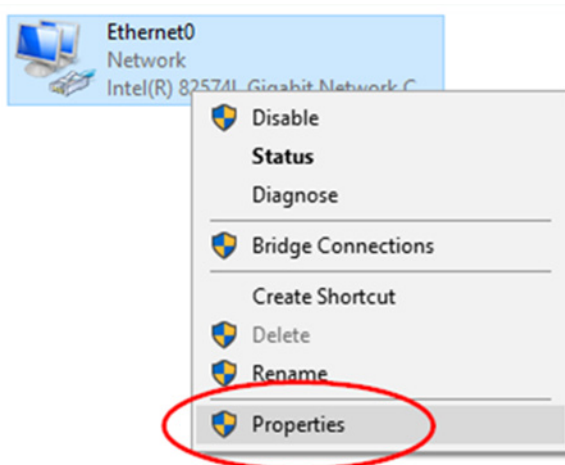 Ethernet0
Network
Intel(R) 82574L Gigabit Network C...
Disable
Status
Diagnose
Bridge Connections
Create Shortcut
Delete
Rename
Properties